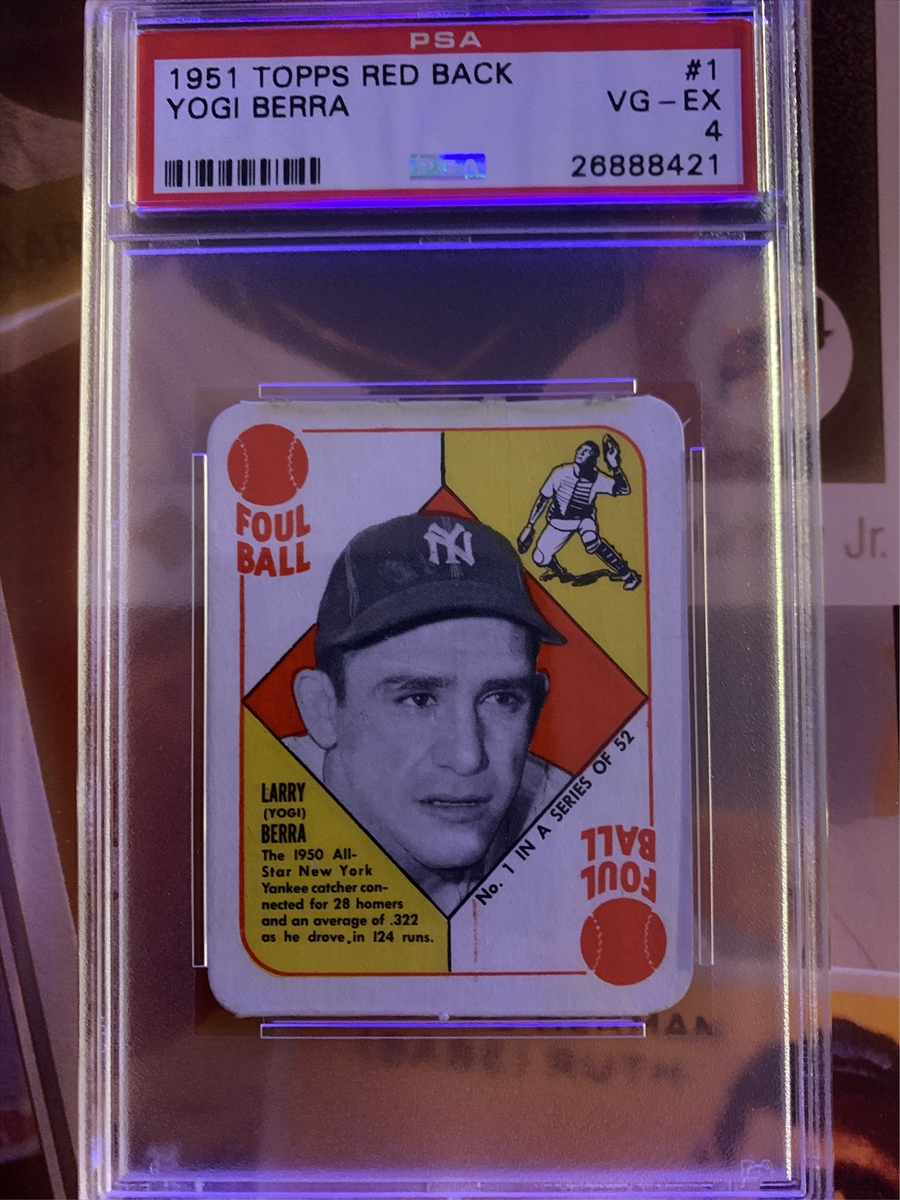 PSA
1951 TOPPS RED BACK #1
YOGI BERRA VG-EX
4
26888421
FOUL
BALL
NY
LARRY
(YOGI)
BERRA
The 1950 All-
Star New York
Yankee catcher con-
nected for 28 homers
and an average of .322
as he drove in 124 runs.
No. 1 IN A SERIES OF 52
FOUL
BALL
Jr.
RUTH